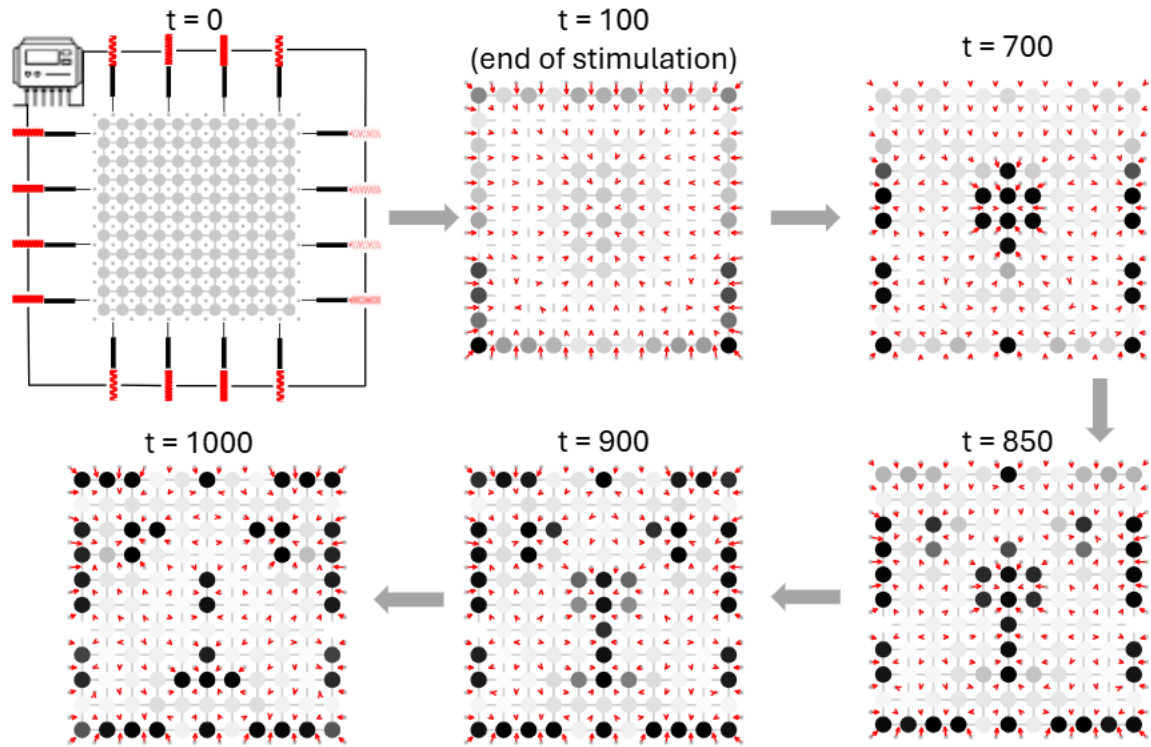 t = 0
t = 100
(end of stimulation)
t = 700
t = 1000
t = 900
t = 850